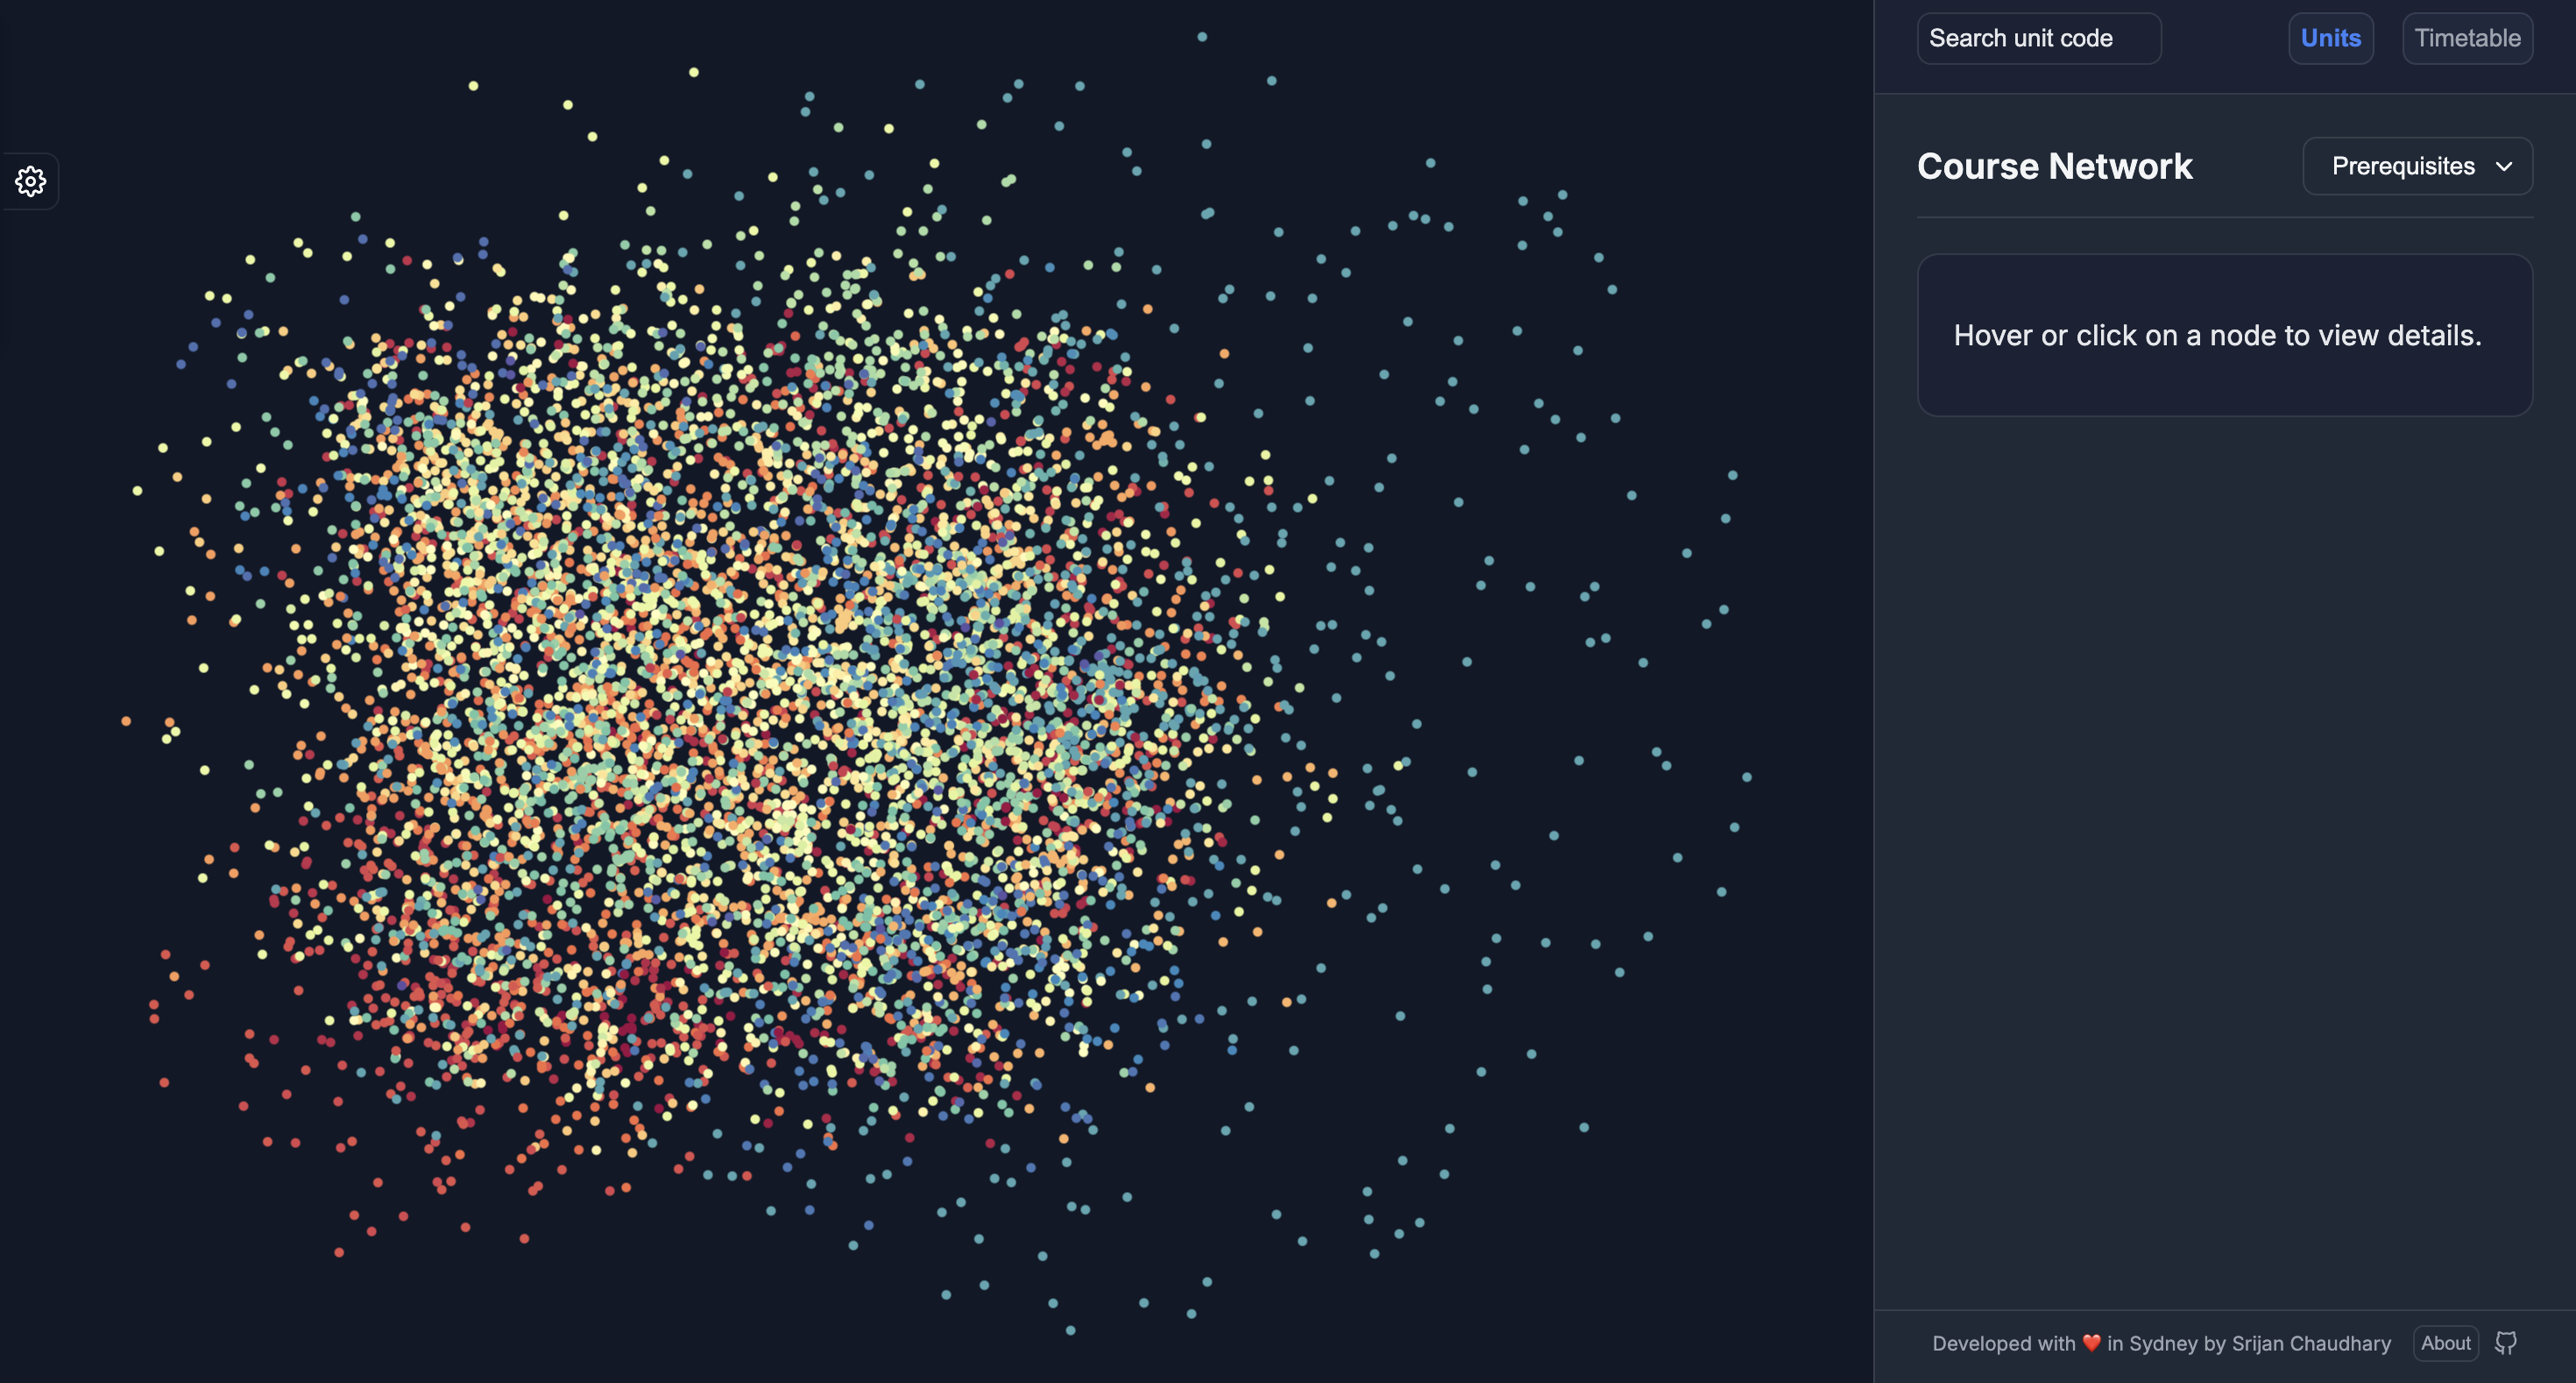 Search unit code
Units
Timetable
Course Network
Prerequisites
Hover or click on a node to view details.
Developed with ❤️ in Sydney by Srijan Chaudhary
About